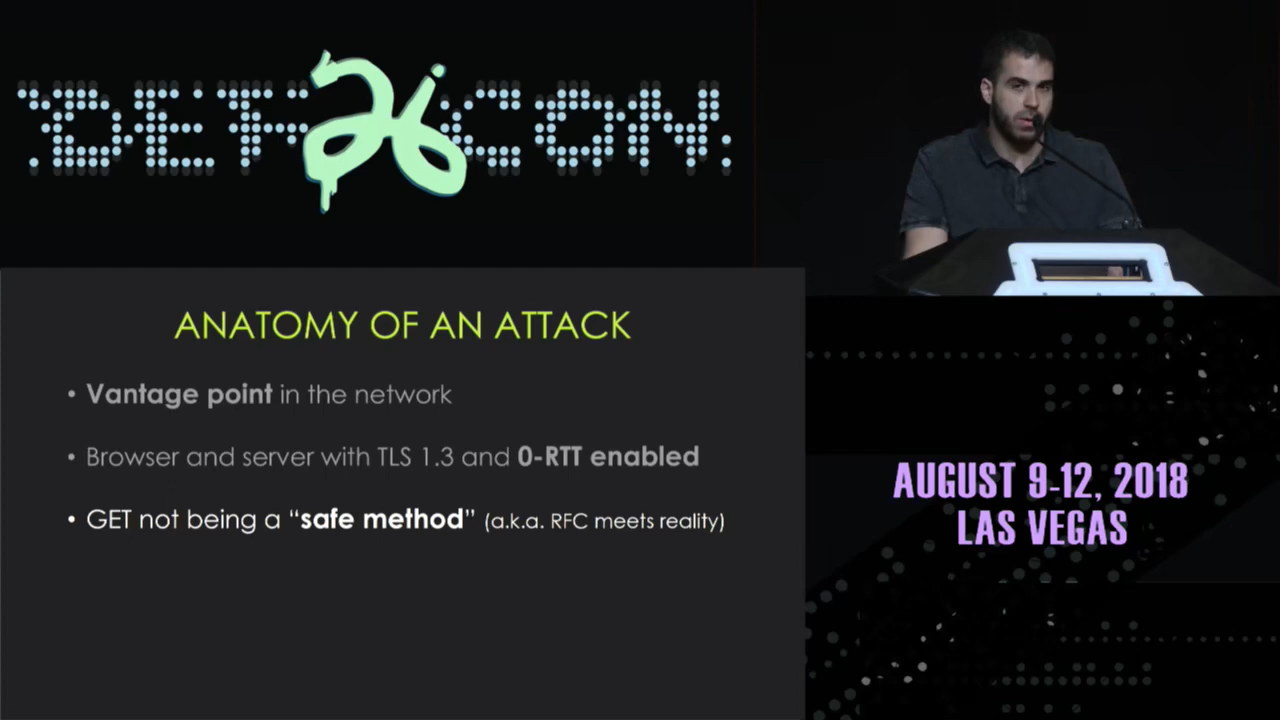 DEF CON 26
ANATOMY OF AN ATTACK
• Vantage point in the network
• Browser and server with TLS 1.3 and 0-RTT enabled
• GET not being a “safe method” (a.k.a. RFC meets reality)
AUGUST 9-12, 2018
LAS VEGAS